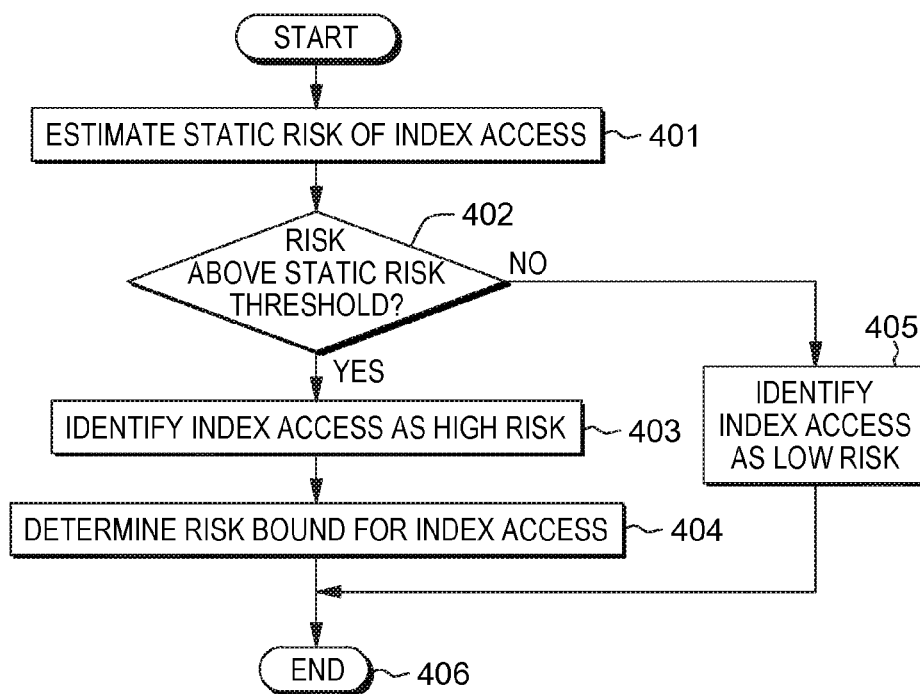 START
ESTIMATE STATIC RISK OF INDEX ACCESS
401
402
RISK
ABOVE STATIC RISK
THRESHOLD?
NO
YES
405
IDENTIFY
INDEX ACCESS
AS LOW RISK
IDENTIFY INDEX ACCESS AS HIGH RISK
403
DETERMINE RISK BOUND FOR INDEX ACCESS
404
END
406